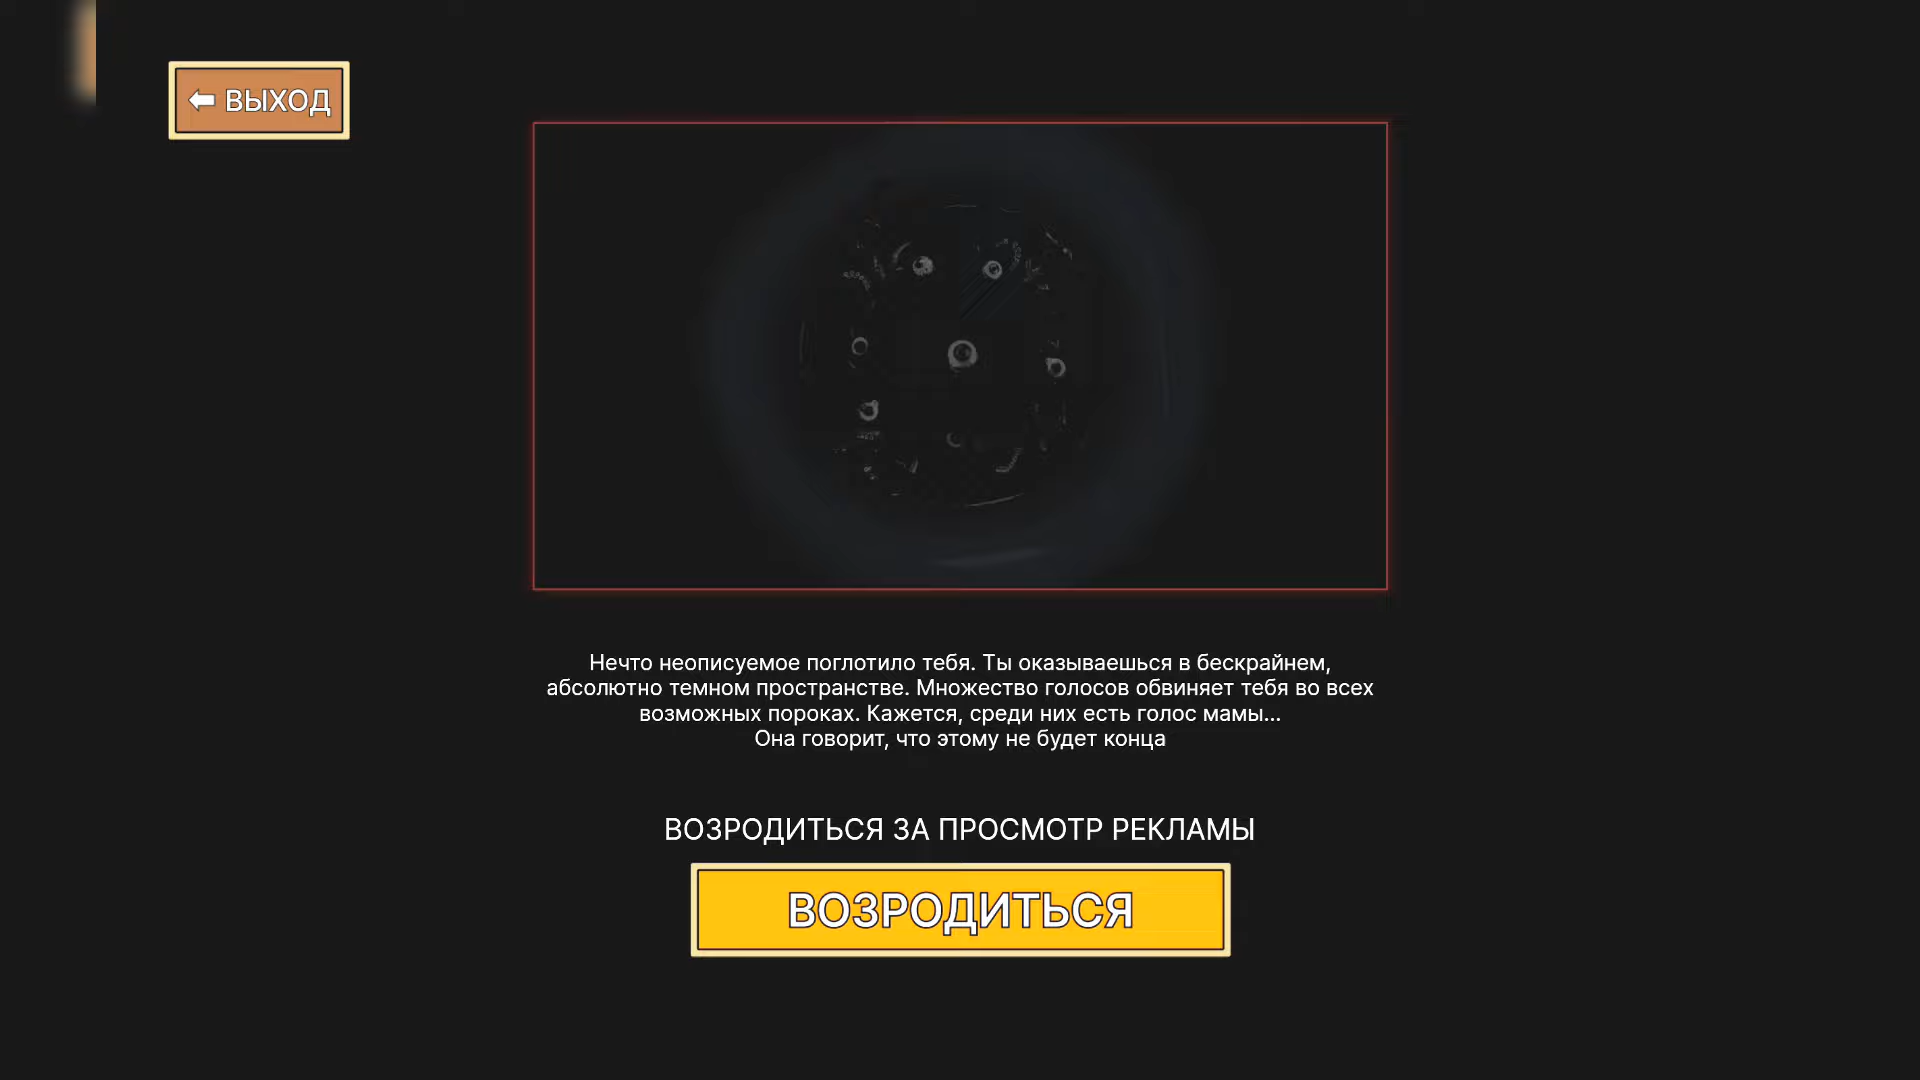 ВЫХОД
Нечто неописуемое поглотило тебя. Ты оказываешься в бескрайнем,
абсолютно темном пространстве. Множество голосов обвиняет тебя во всех
возможных пороках. Кажется, среди них есть голос мамы...
Она говорит, что этому не будет конца
ВОЗРОДИТЬСЯ ЗА ПРОСМОТР РЕКЛАМЫ
ВОЗРОДИТЬСЯ